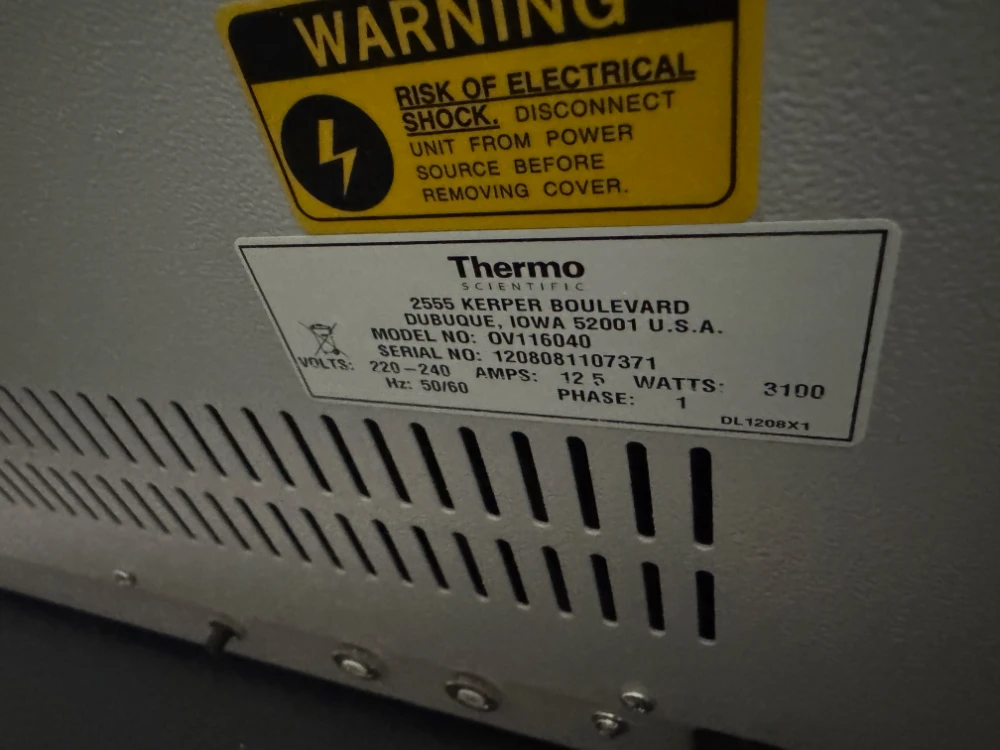 WARNING
RISK OF ELECTRICAL
SHOCK. DISCONNECT
UNIT FROM POWER
SOURCE BEFORE
REMOVING COVER.
Thermo
SCIENTIFIC
2555 KERPER BOULEVARD
DUBUQUE, IOWA 52001 U.S.A.
MODEL NO: OV116040
SERIAL NO: 1208081107371
VOLTS: 220-240 AMPS: 12 5 WATTS: 3100
Hz: 50/60 PHASE: 1
DL1208X1